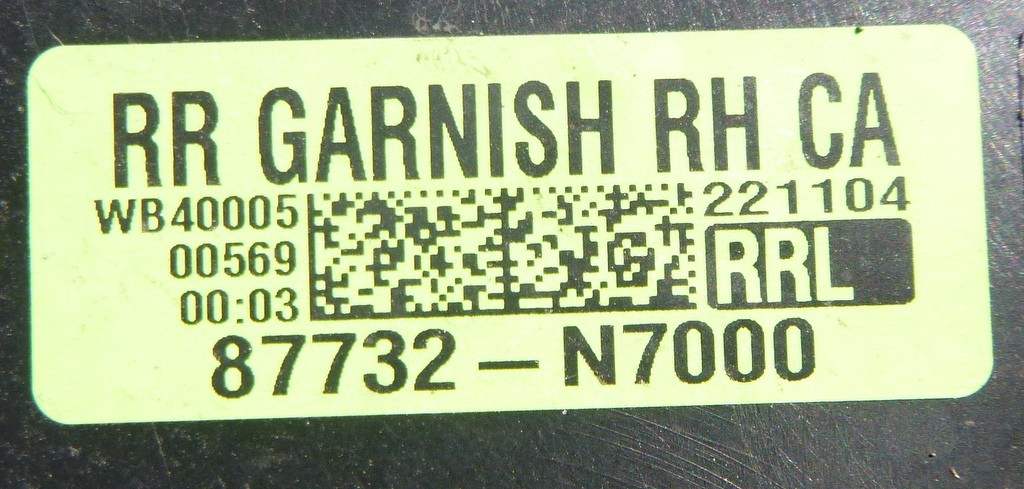 RR GARNISH RH CA
WB40005
221104
00569
RRL
00:03
87732-N7000